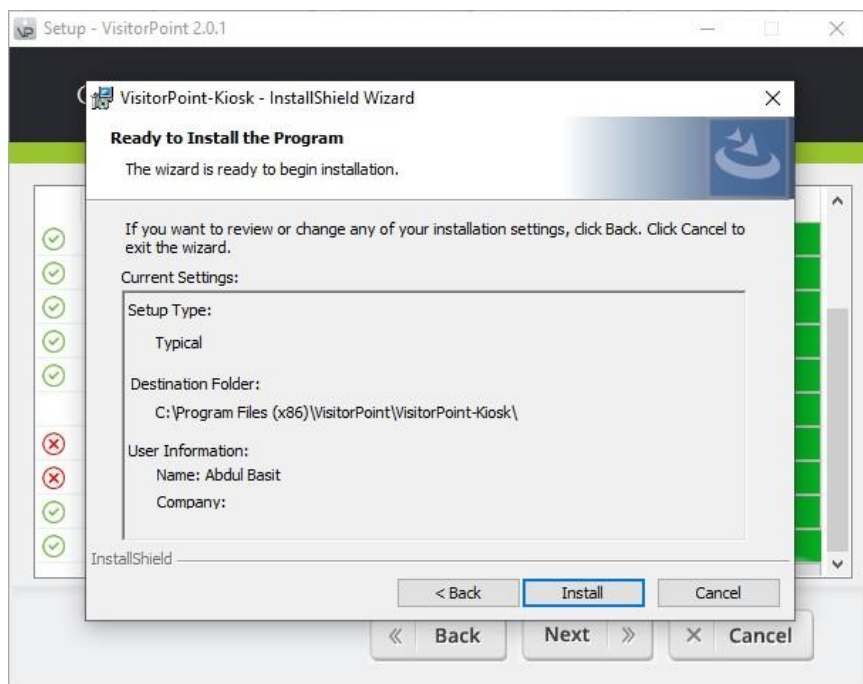 Setup - VisitorPoint 2.0.1
VisitorPoint-Kiosk - InstallShield Wizard
Ready to Install the Program
The wizard is ready to begin installation.
If you want to review or change any of your installation settings, click Back. Click Cancel to
exit the wizard.
Current Settings:
Setup Type:
Typical
Destination Folder:
C:\Program Files (x86)\VisitorPoint\VisitorPoint-Kiosk\
User Information:
Name: Abdul Basit
Company:
InstallShield
< Back
Install
Cancel
Back
Next
Cancel